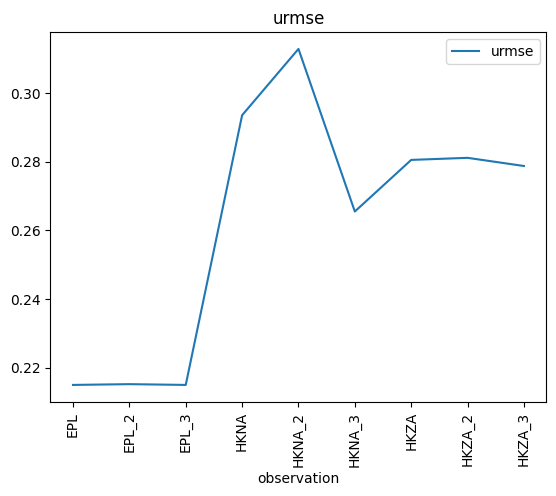 urmse
urmse
0.30
0.28
0.26
0.24
0.22
EPL
EPL_2
EPL_3
HKNA
HKNA_2
HKNA_3
HKZA
HKZA_2
HKZA_3
observation